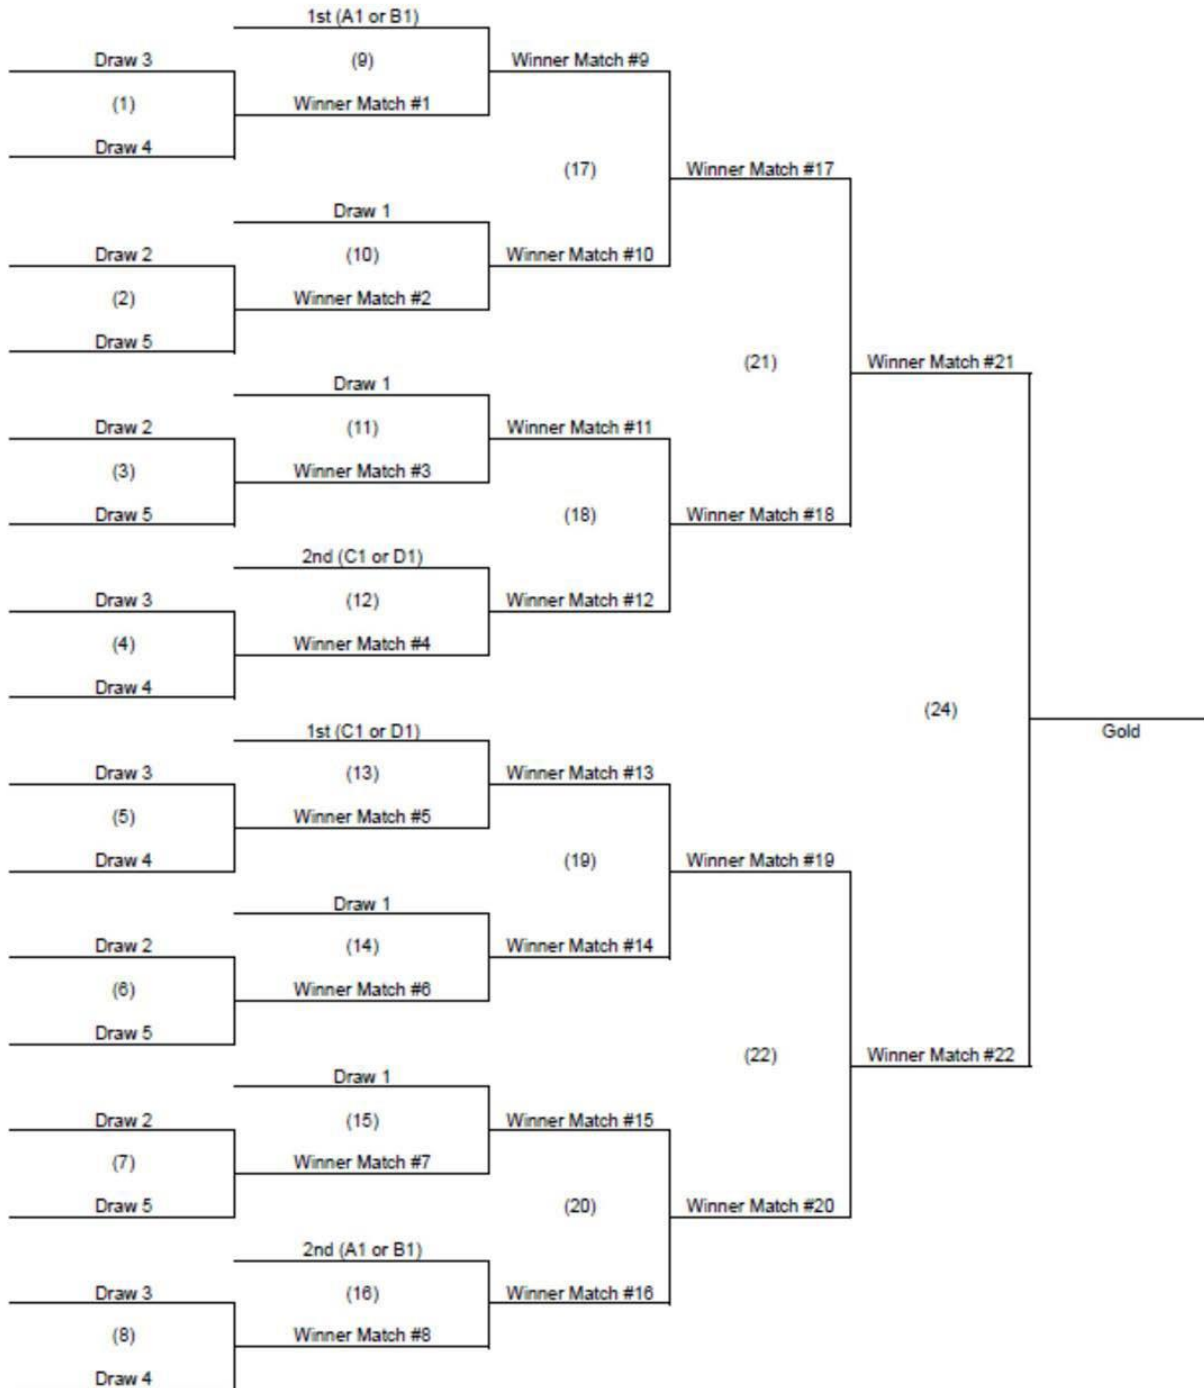 1st (A1 or B1)
Draw 3
(9)
Winner Match #9
(1)
Winner Match #1
Draw 4
(17)
Winner Match #17
Draw 1
Draw 2
(10)
Winner Match #10
(2)
Winner Match #2
Draw 5
(21)
Winner Match #21
Draw 1
Draw 2
(11)
Winner Match #11
(3)
Winner Match #3
Draw 5
(18)
Winner Match #18
2nd (C1 or D1)
Draw 3
(12)
Winner Match #12
(4)
Winner Match #4
Draw 4
(24)
Gold
1st (C1 or D1)
Draw 3
(13)
Winner Match #13
(5)
Winner Match #5
Draw 4
(19)
Winner Match #19
Draw 1
Draw 2
(14)
Winner Match #14
(6)
Winner Match #6
Draw 5
(22)
Winner Match #22
Draw 1
Draw 2
(15)
Winner Match #15
(7)
Winner Match #7
Draw 5
(20)
Winner Match #20
2nd (A1 or B1)
Draw 3
(16)
Winner Match #16
(8)
Winner Match #8
Draw 4